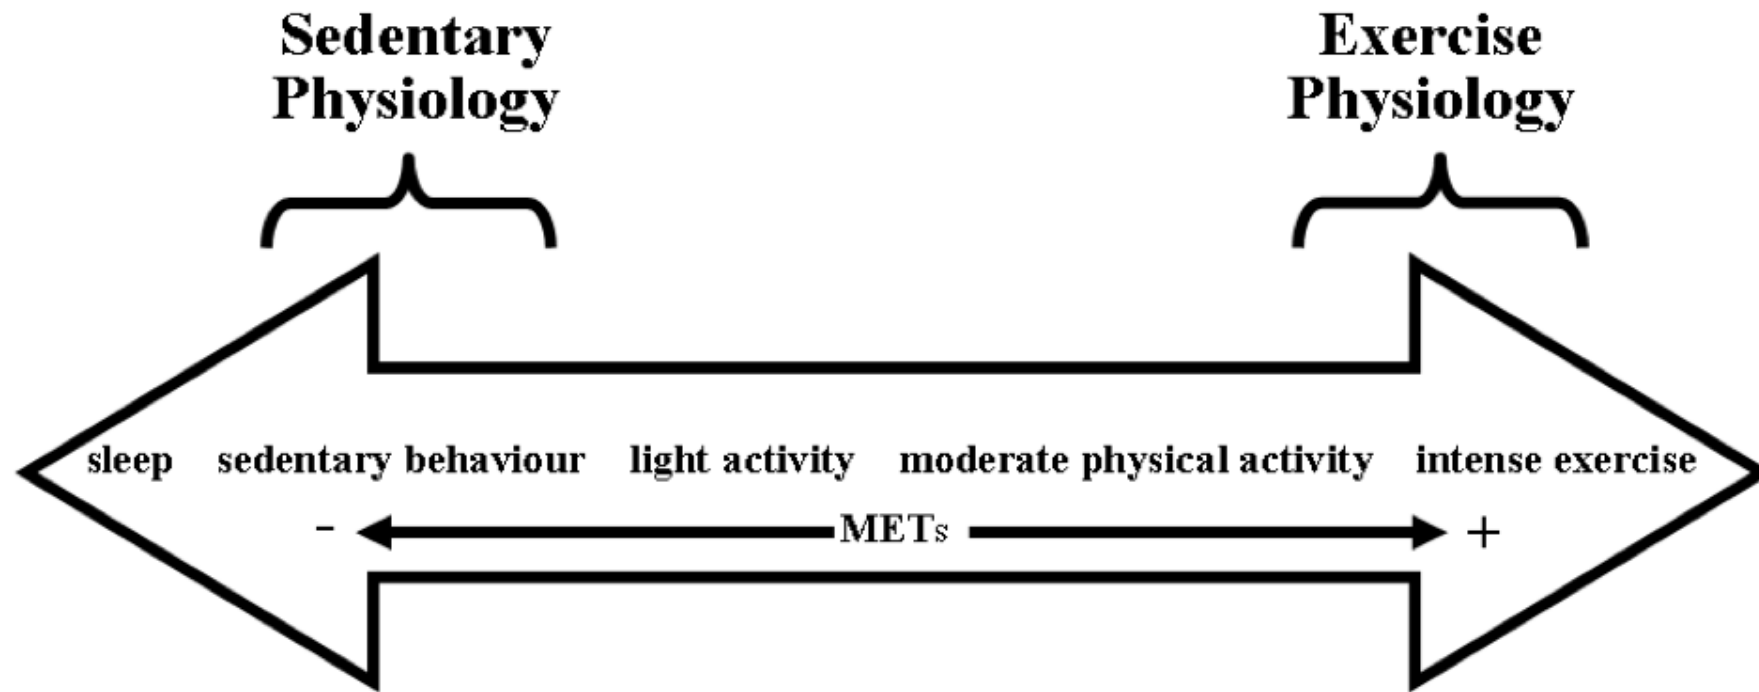 Sedentary
Physiology
Exercise
Physiology
sleep sedentary behaviour light activity moderate physical activity intense exercise
- METs +